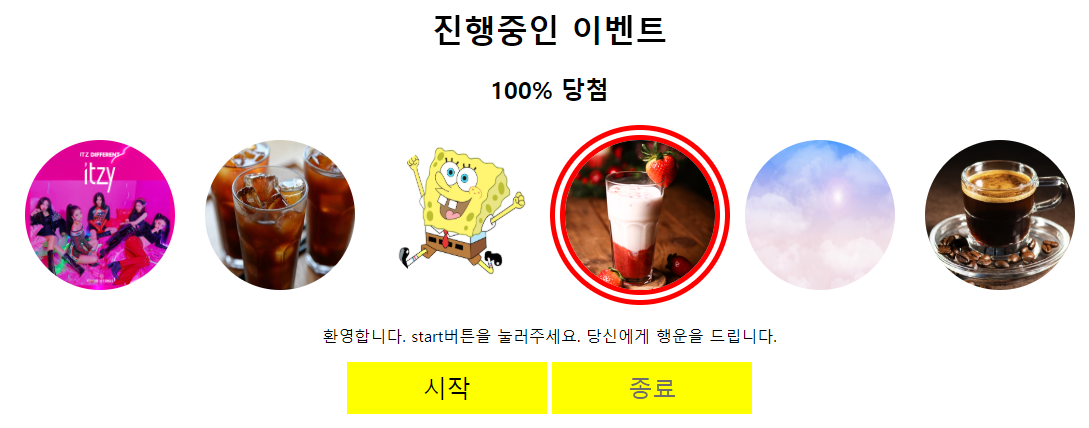 진행중인 이벤트
100% 당첨
ITZ DIFFERENT
itzy
환영합니다. start버튼을 눌러주세요. 당신에게 행운을 드립니다.
시작 종료